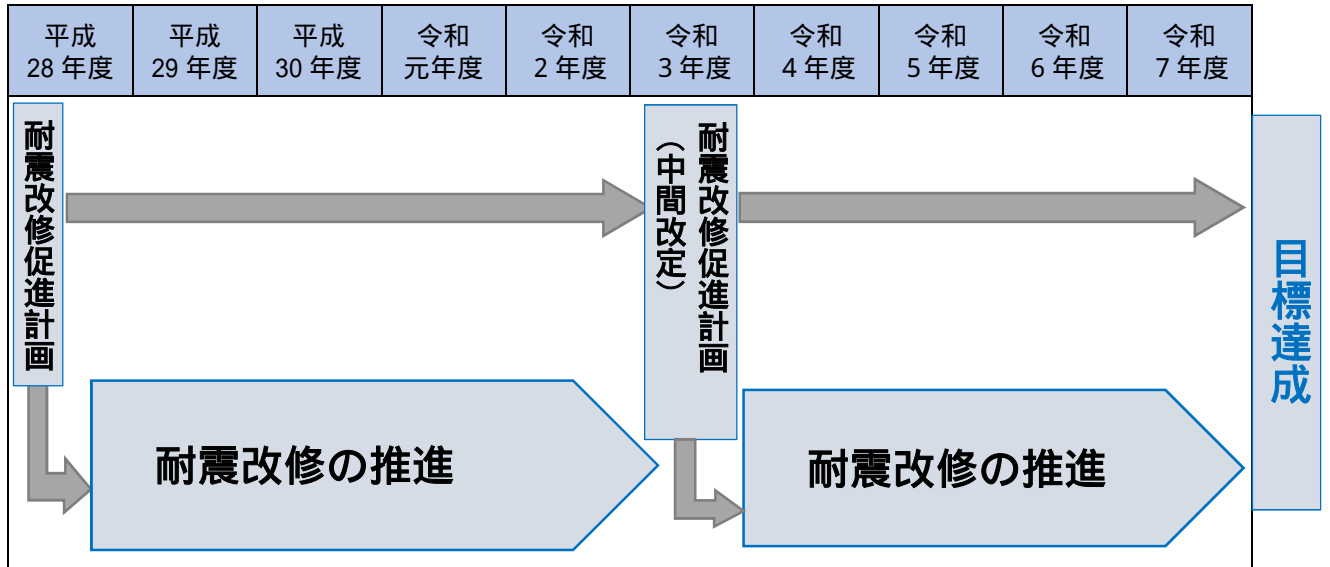 平成
28 年度
平成
29 年度
平成
30 年度
令和
元年度
令和
2 年度
令和
3 年度
令和
4 年度
令和
5 年度
令和
6 年度
令和
7 年度
耐震改修促進計画
耐震改修促進計画
（中間改定）
目標達成
耐震改修の推進
耐震改修の推進